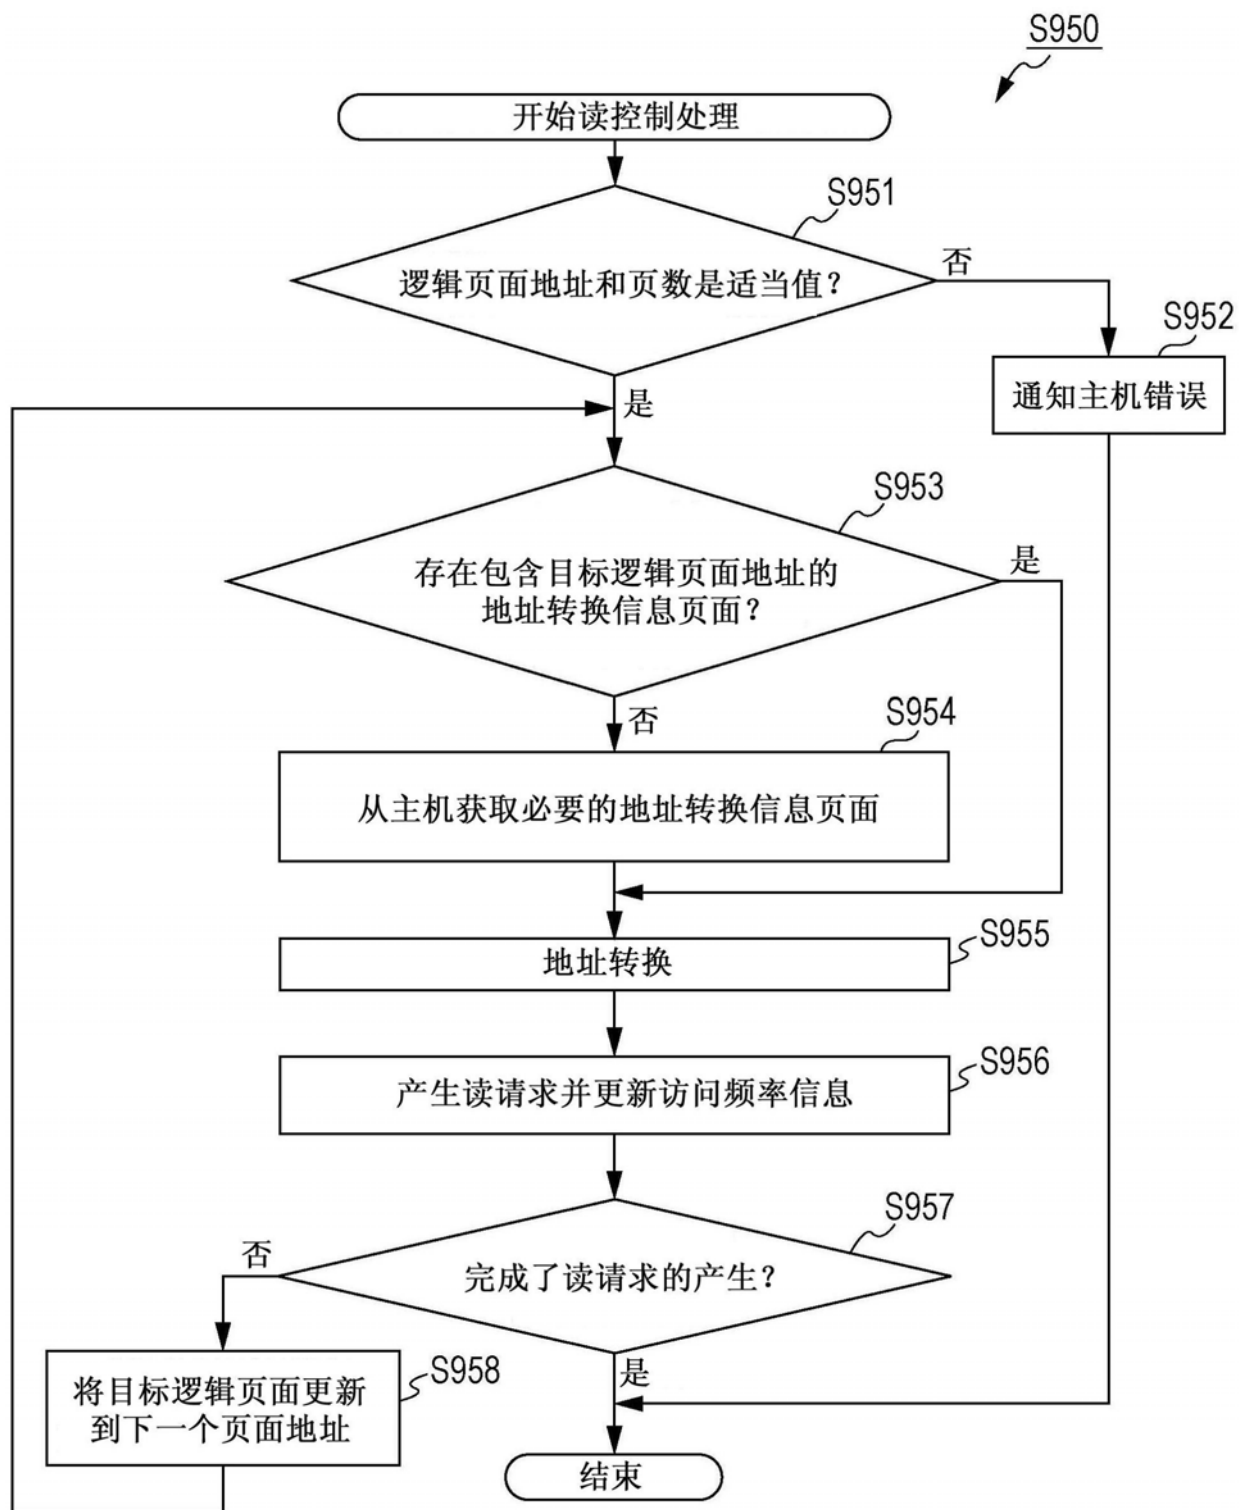 S950
开始读控制处理
S951
逻辑页面地址和页数是适当值？
否
S952
通知主机错误
是
S953
存在包含目标逻辑页面地址的
地址转换信息页面？
是
否
S954
从主机获取必要的地址转换信息页面
S955
地址转换
S956
产生读请求并更新访问频率信息
S957
完成了读请求的产生？
否
是
S958
将目标逻辑页面更新
到下一个页面地址
结束